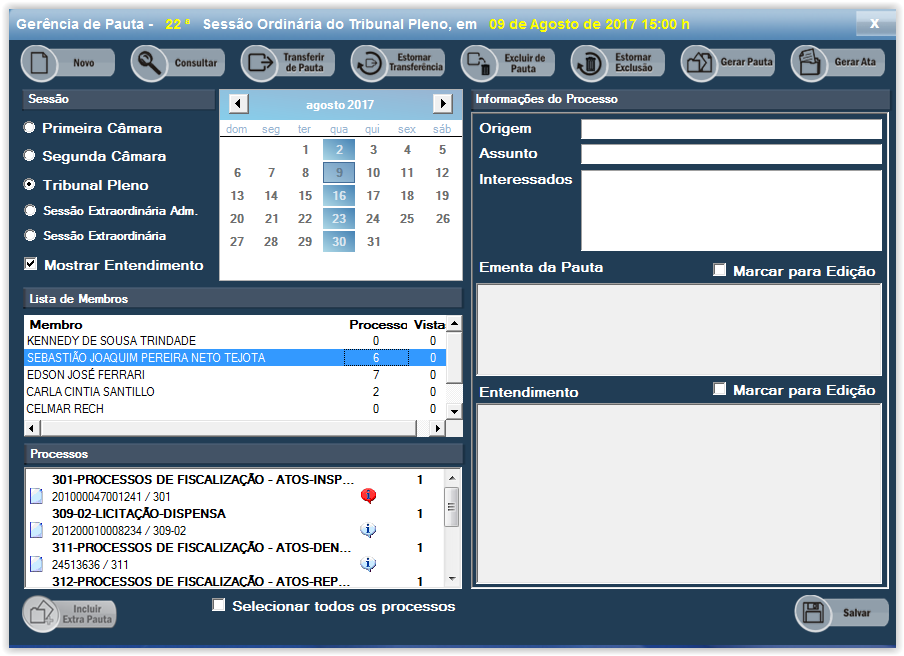 Gerência de Pauta - 22 ª Sessão Ordinária do Tribunal Pleno, em 09 de Agosto de 2017 15:00 h X
Novo
Consultar
Transferir
de Pauta
Estornar
Transferência
Excluir de
Pauta
Estornar
Exclusão
Gerar Pauta
Gerar Ata
Sessão
Primeira Câmara
Segunda Câmara
Tribunal Pleno
Sessão Extraordinária Adm.
Sessão Extraordinária
Mostrar Entendimento
agosto 2017
dom seg ter qua qui sex sáb
1 2 3 4 5
6 7 8 9 10 11 12
13 14 15 16 17 18 19
20 21 22 23 24 25 26
27 28 29 30 31
Lista de Membros
Membro Processo Vista
KENNEDY DE SOUSA TRINDADE 0 0
SEBASTIÃO JOAQUIM PEREIRA NETO TEJOTA 6 0
EDSON JOSÉ FERRARI 7 0
CARLA CINTIA SANTILLO 2 0
CELMAR RECH 0 0
Processos
301-PROCESSOS DE FISCALIZAÇÃO - ATOS-INSP... 1
201000047001241 / 301
309-02-LICITAÇÃO-DISPENSA 1
201200010008234 / 309-02
311-PROCESSOS DE FISCALIZAÇÃO - ATOS-DEN... 1
24513636 / 311
312-PROCESSOS DE FISCALIZAÇÃO - ATOS-REP... 1
Incluir
Extra Pauta
Selecionar todos os processos
Informações do Processo
Origem
Assunto
Interessados
Ementa da Pauta Marcar para Edição
Entendimento Marcar para Edição
Salvar